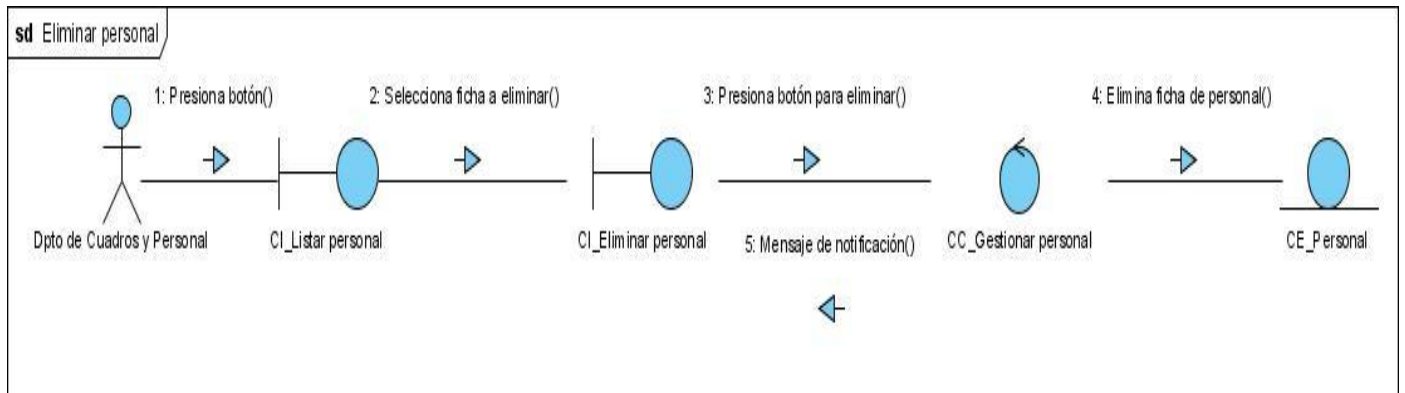 sd Eliminar personal
1: Presiona botón()
2: Selecciona ficha a eliminar()
3: Presiona botón para eliminar()
4: Elimina ficha de personal()
Dpto de Cuadros y Personal
CI_Listar personal
CI_Eliminar personal
5: Mensaje de notificación()
CC_Gestionar personal
CE_Personal